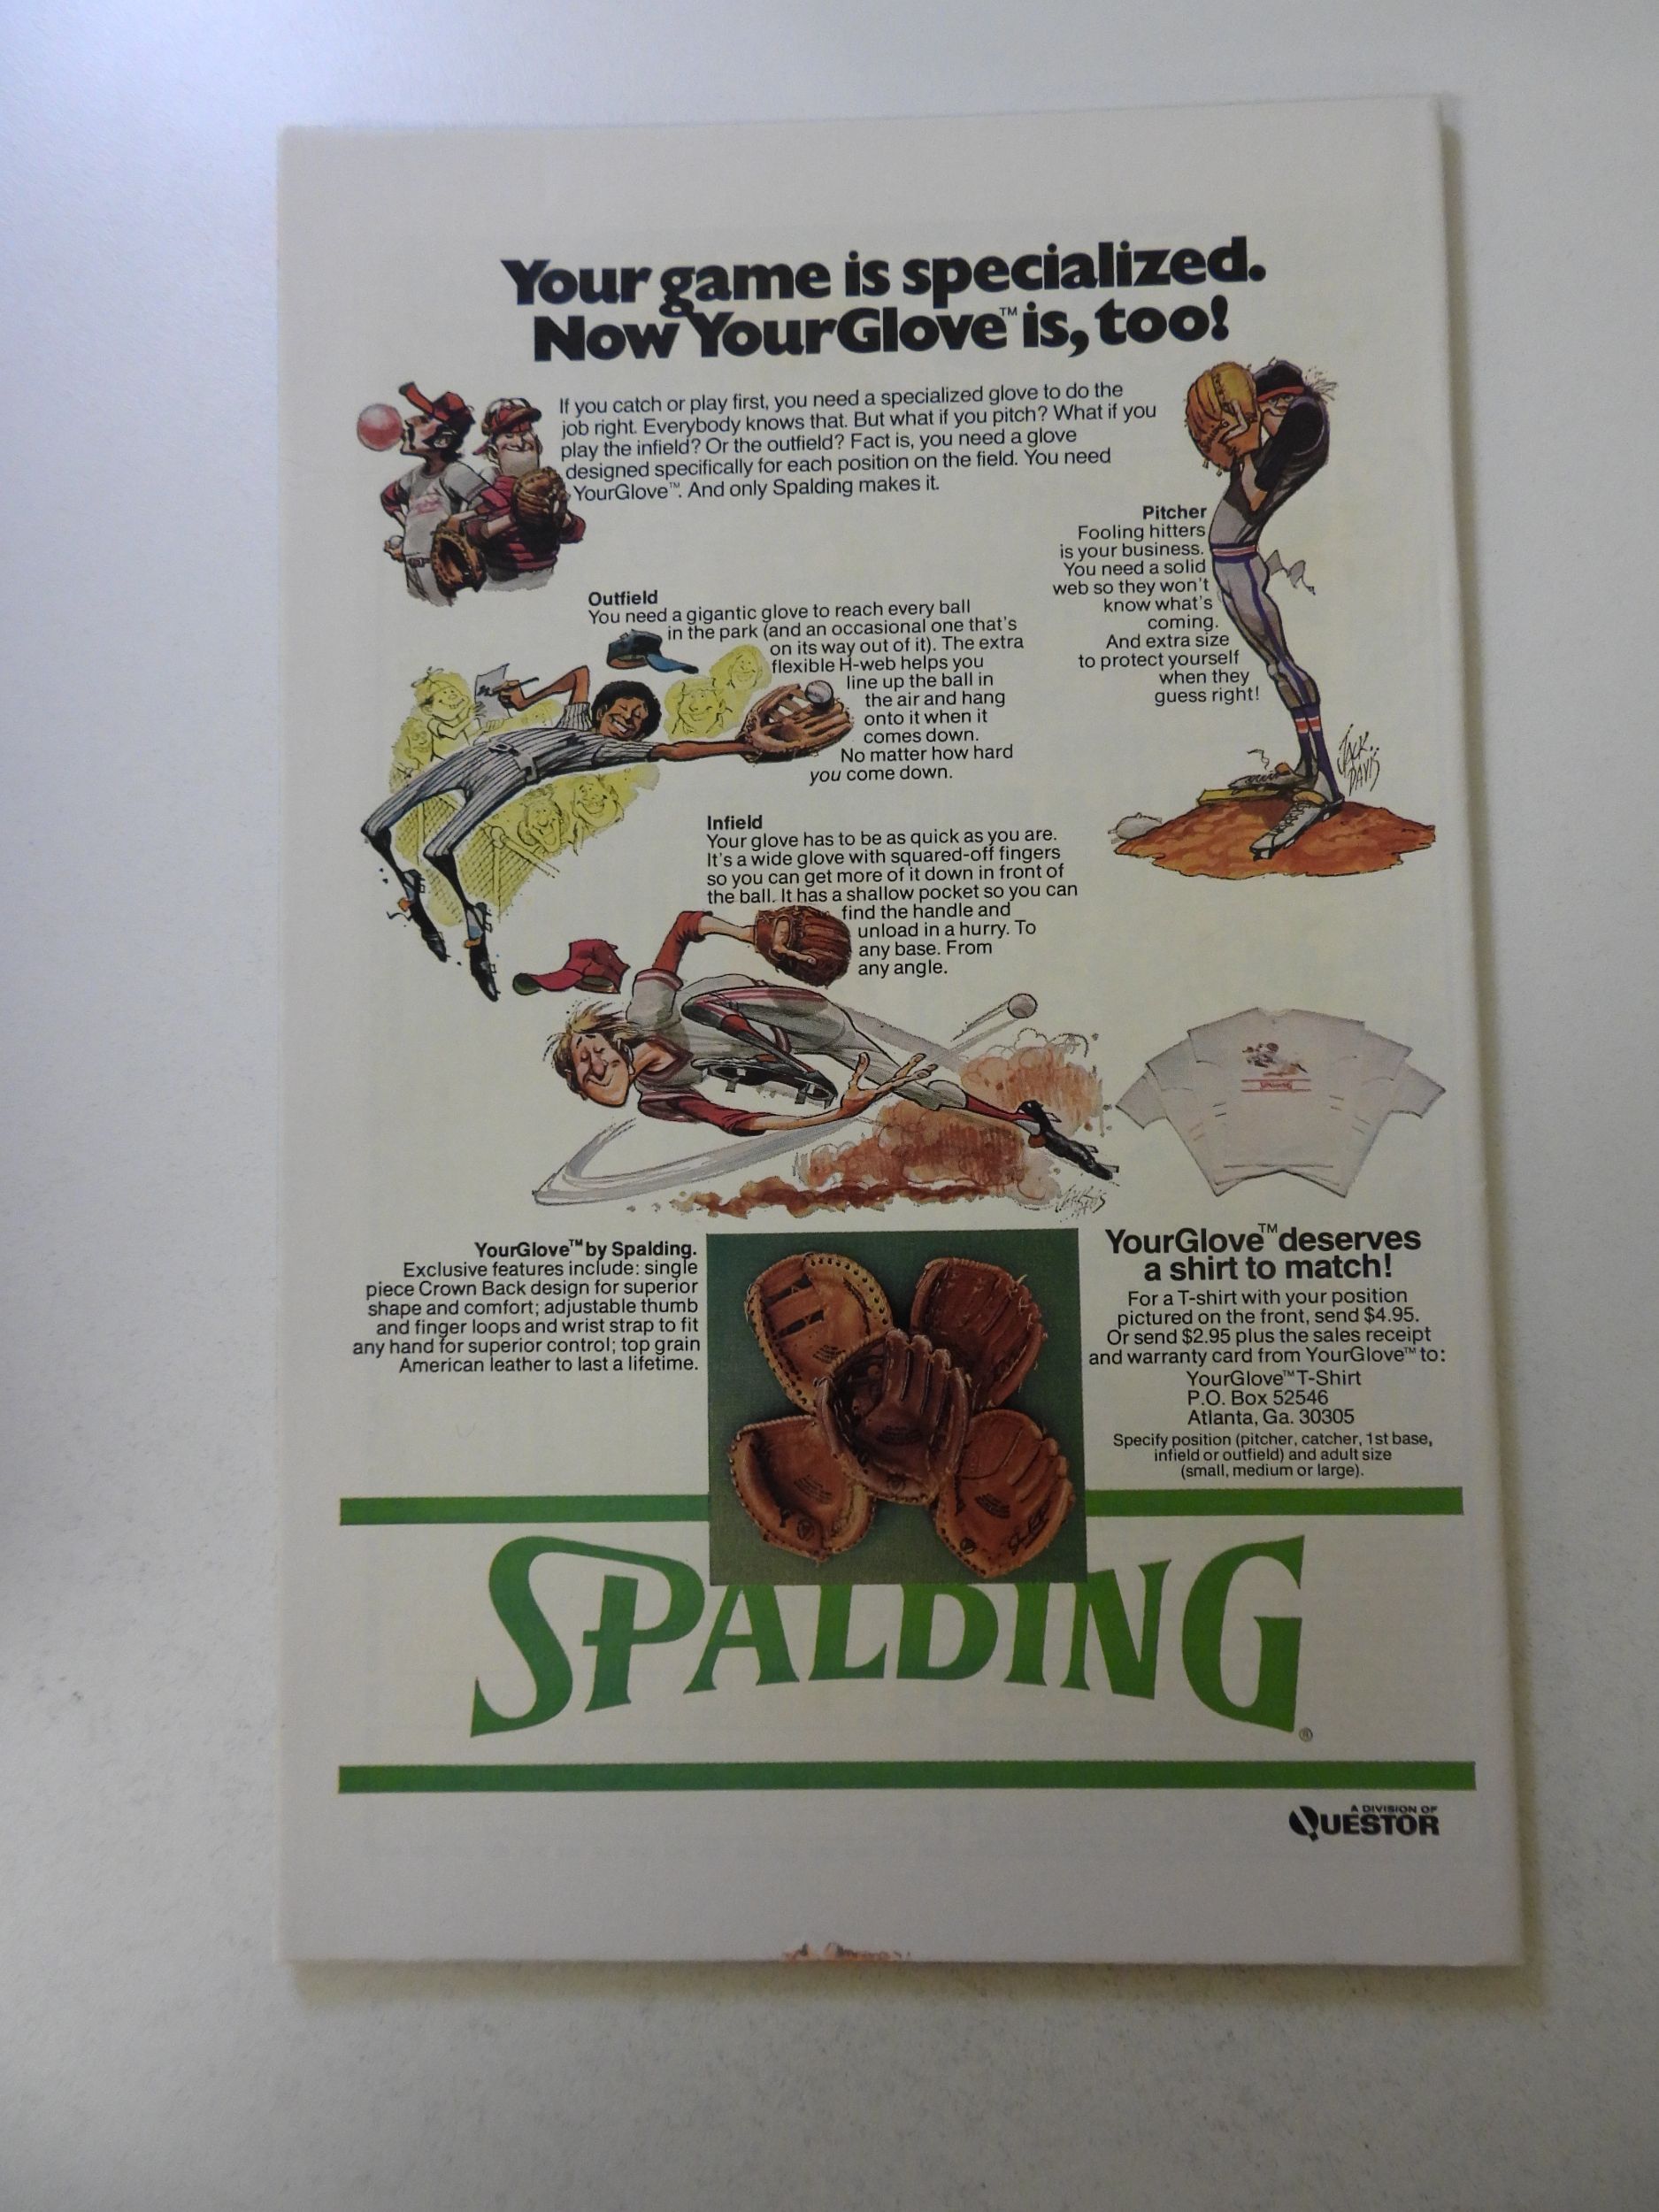 Your game is specialized.
Now YourGlove™ is, too!
If you catch or play first, you need a specialized glove to do the
job right. Everybody knows that. But what if you pitch? What if you
play the infield? Or the outfield? Fact is, you need a glove
designed specifically for each position on the field. You need
YourGlove™. And only Spalding makes it.
Pitcher
Fooling hitters
is your business.
You need a solid
web so they won't
know what's
coming.
And extra size
to protect yourself
when they
guess right!
JACK DAVIS
Outfield
You need a gigantic glove to reach every ball
in the park (and an occasional one that's
on its way out of it). The extra
flexible H-web helps you
line up the ball in
the air and hang
onto it when it
comes down.
No matter how hard
you come down.
Infield
Your glove has to be as quick as you are.
It's a wide glove with squared-off fingers
so you can get more of it down in front of
the ball. It has a shallow pocket so you can
find the handle and
unload in a hurry. To
any base. From
any angle.
SPALDING
YourGlove™ by Spalding.
Exclusive features include: single
piece Crown Back design for superior
shape and comfort; adjustable thumb
and finger loops and wrist strap to fit
any hand for superior control; top grain
American leather to last a lifetime.
YourGlove™ deserves
a shirt to match!
For a T-shirt with your position
pictured on the front, send $4.95.
Or send $2.95 plus the sales receipt
and warranty card from YourGlove™ to:
YourGlove™ T-Shirt
P.O. Box 52546
Atlanta, Ga. 30305
Specify position (pitcher, catcher, 1st base,
infield or outfield) and adult size
(small, medium or large).
SPALDING®
A DIVISION OF
QUESTOR